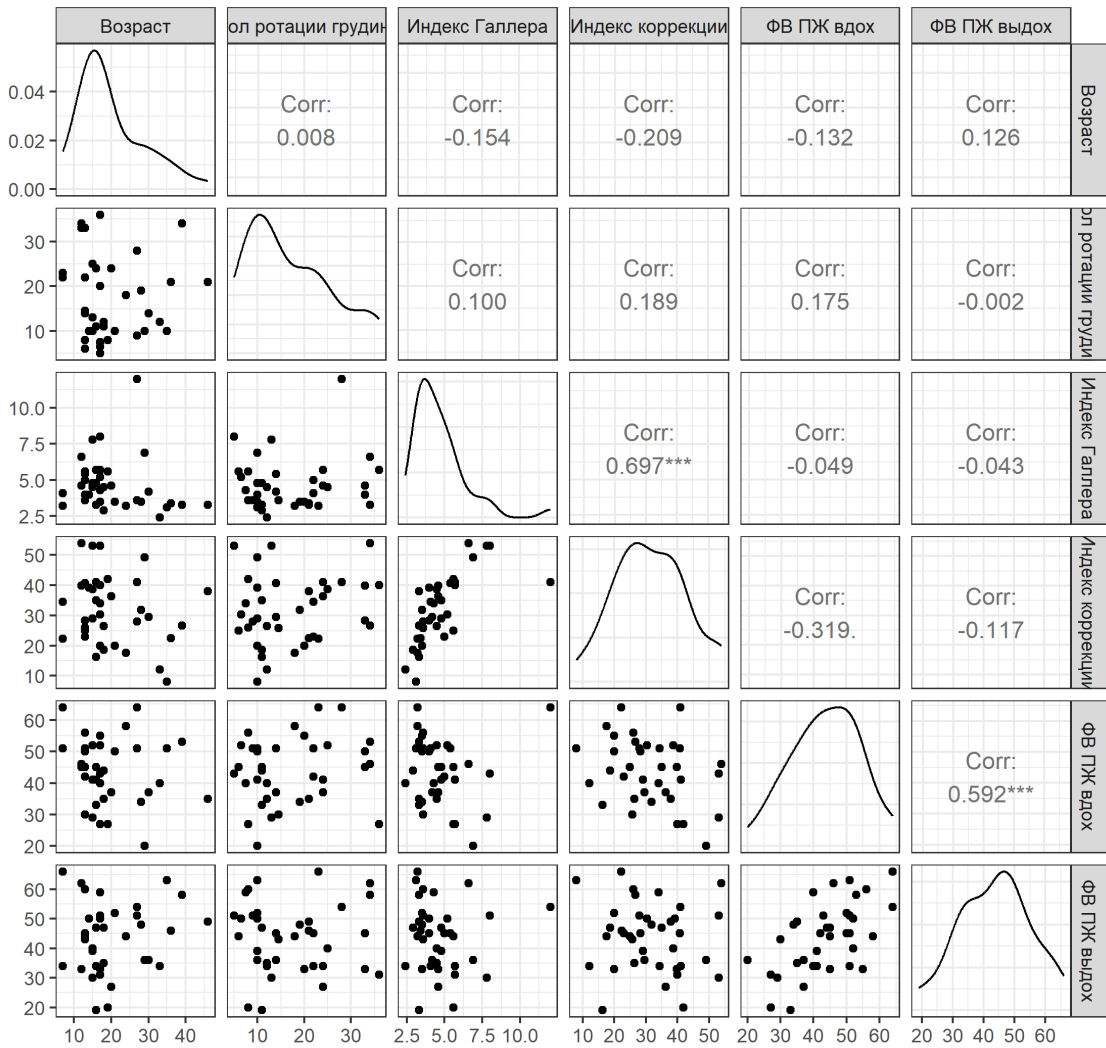 Возраст
ол ротации грудин
Индекс Галлера
Индекс коррекции
ФВ ПЖ вдох
ФВ ПЖ выдох
0.04
0.02
0.00
Corr:
0.008
Corr:
-0.154
Corr:
-0.209
Corr:
-0.132
Corr:
0.126
Возраст
30
20
10
Corr:
0.100
Corr:
0.189
Corr:
0.175
Corr:
-0.002
ол ротации груди
10.0
7.5
5.0
2.5
Corr:
0.697***
Corr:
-0.049
Corr:
-0.043
Индекс Галлера
50
40
30
20
10
Corr:
-0.319.
Corr:
-0.117
Индекс коррекции
60
50
40
30
20
Corr:
0.592***
ФВ ПЖ вдох
60
50
40
30
20
ФВ ПЖ выдох
10 20 30 40
10 20 30
2.5 5.0 7.5 10.0
10 20 30 40 50
20 30 40 50 60
20 30 40 50 60